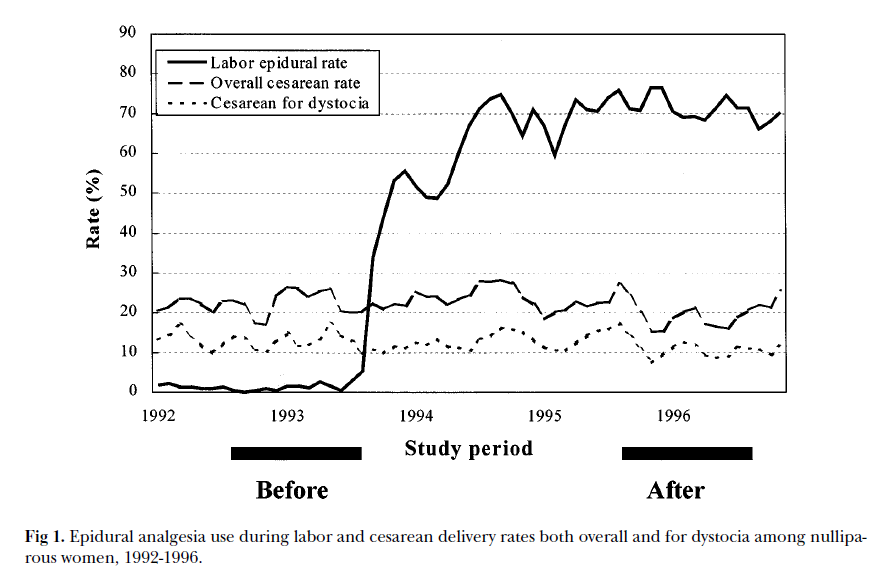 90
80
70
60
50
40
30
20
10
0
Rate (%)
Labor epidural rate
Overall cesarean rate
Cesarean for dystocia
1992 1993 1994 1995 1996
Study period
Before After
Fig 1. Epidural analgesia use during labor and cesarean delivery rates both overall and for dystocia among nullipa-
rous women, 1992-1996.